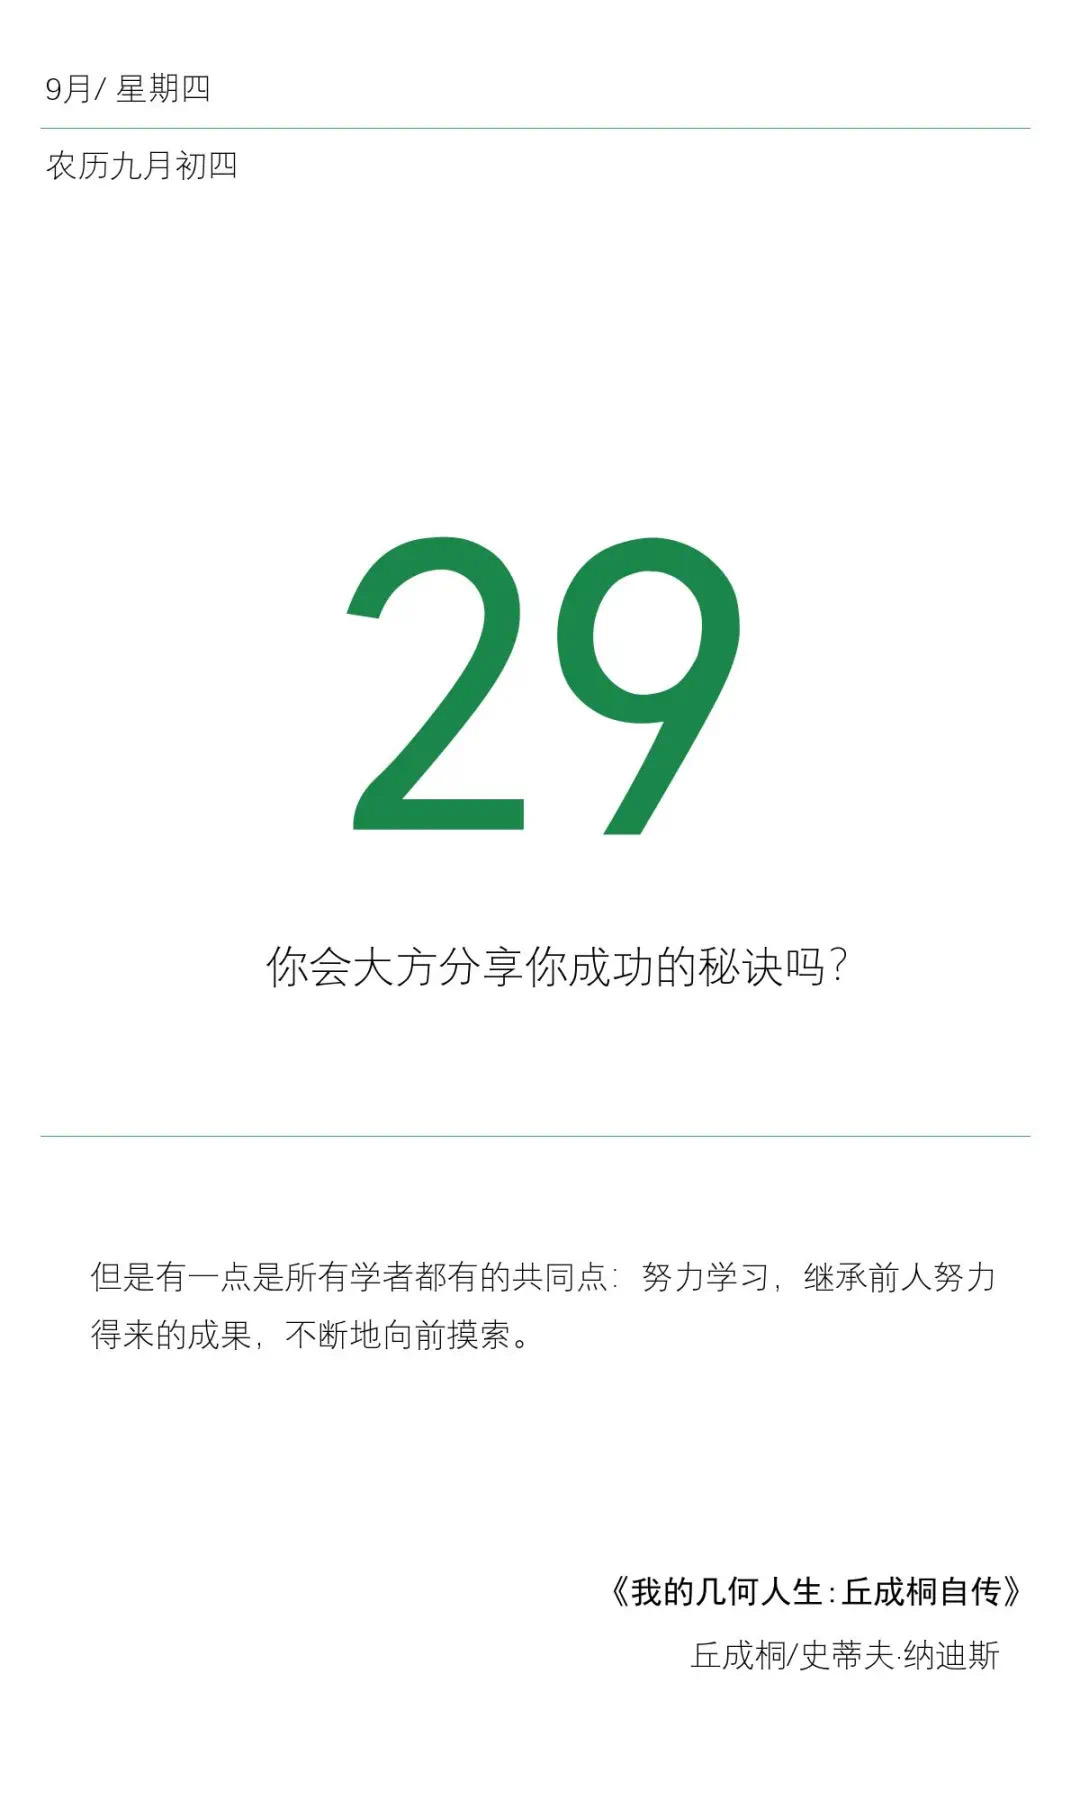 9月/ 星期四
农历九月初四
29
你会大方分享你成功的秘诀吗？
但是有一点是所有学者都有的共同点：努力学习，继承前人努力
得来的成果，不断地向前摸索。
《我的几何人生:丘成桐自传》
丘成桐/史蒂夫·纳迪斯